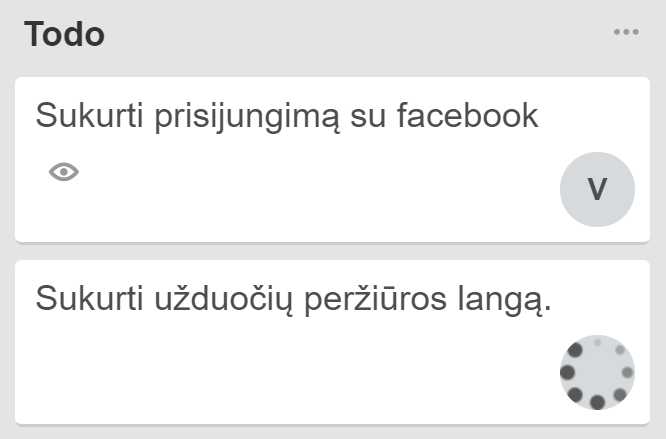 Todo
Sukurti prisijungimą su facebook
V
Sukurti užduočių peržiūros langą.